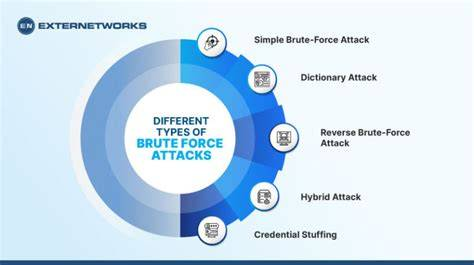 EN EXTERNETWORKS
Simple Brute-Force Attack
Dictionary Attack
DIFFERENT
TYPES OF
BRUTE FORCE
ATTACKS
Reverse Brute-Force
Attack
Hybrid Attack
Credential Stuffing